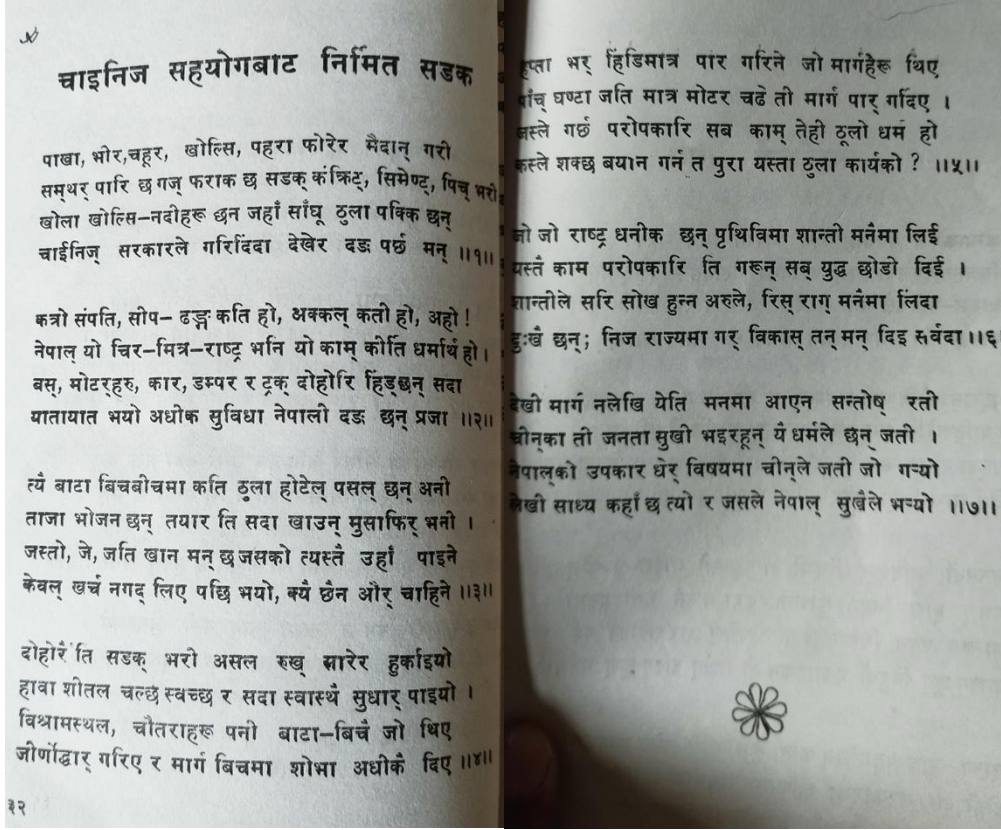 चाइनिज सहयोगबाट निर्मित सडक
पाखा, भीर,चहूर, खोल्सि, पहरा फोरेर मैदान् गरी
सम्थर् पारि छ गज् फराक छ सडक् कंक्रिट्, सिमेण्ट्, पिच् भरी
खोला खोल्सि–नदीहरू छन जहाँ साँघू ठुला पक्कि छन्
चाईनिज् सरकारले गरिदिंदा देखेर दङ पर्छ मन् ॥१॥
कत्रो संपति, सीप– ढङ्ग कति हो, अक्कल् कती हो, अहो !
नेपाल् यो चिर–मित्र–राष्ट्र भनि यो काम् कीर्ति धर्मार्थ हो ।
बस्, मोटर्‌हरु, कार, डम्पर र ट्रक् दोहोरि हिंड्छन् सदा
यातायात भयो अधीक सुविधा नेपाली दङ छन् प्रजा ॥२॥
त्यै बाटा बिचबीचमा कति ठुला होटेल् पसल् छन् अनी
ताजा भोजन छन् तयार ति सदा खाउन् मुसाफिर् भनी ।
जस्तो, जे, जति खान मन् छ जसको त्यस्तै उहाँ पाइने
केवल् खर्च नगद् लिए पछि भयो, क्यै छैन और् चाहिने ॥३॥
दोहोरै ति सडक् भरी असल रुख् सारेर हुर्काइयो
हावा शीतल चल्छ स्वच्छ र सदा स्वास्थै सुधार् पाइयो ।
विश्रामस्थल, चौतराहरू पनी बाटा–बिचै जो थिए
जीर्णोद्धार् गरिए र मार्ग बिचमा शोभा अधीकै दिए ॥४॥
३२
हप्ता भर् हिंडिमात्र पार गरिने जो मार्गहरू थिए
पाँच् घण्टा जति मात्र मोटर चढे ती मार्ग पार् गर्दिए ।
जस्ले गर्छ परोपकारि सब काम् तेही ठूलो धर्म हो
कस्ले शक्छ बयान गर्न त पुरा यस्ता ठुला कार्यको ? ॥५॥
जो जो राष्ट्र धनीक छन् पृथिविमा शान्ती मनैमा लिई
यस्तै काम परोपकारि ति गरून् सब् युद्ध छोडी दिई ।
शान्तीले सरि सोख हुन्न अरुले, रिस् राग् मनैमा लिदा
दुःखै छन्; निज राज्यमा गर् विकास् तन् मन् दिइ सर्वदा ॥६॥
देखी मार्ग नलेखि येति मनमा आएन सन्तोष् रती
चीन्‌का ती जनता सुखी भइरहून् यै धर्मले छन् जती ।
नेपाल्‌को उपकार धेर् विषयमा चीन्‌ले जती जो गर्‍यो
लेखी साध्य कहाँ छ त्यो र जसले नेपाल् सुखैले भर्‍यो ॥७॥